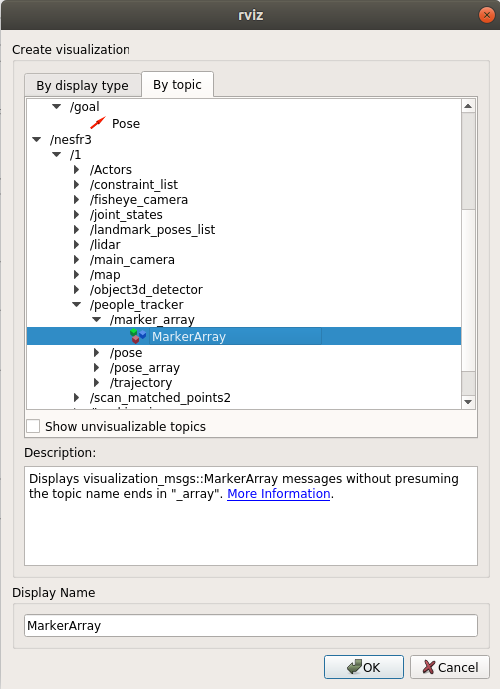 rviz
Create visualization
By display type
By topic
/goal
Pose
/nesfr3
/1
/Actors
/constraint_list
/fisheye_camera
/joint_states
/landmark_poses_list
/lidar
/main_camera
/map
/object3d_detector
/people_tracker
/marker_array
MarkerArray
/pose
/pose_array
/trajectory
/scan_matched_points2
Show unvisualizable topics
Description:
Displays visualization_msgs::MarkerArray messages without presuming
the topic name ends in "_array". More Information.
Display Name
MarkerArray
OK
Cancel